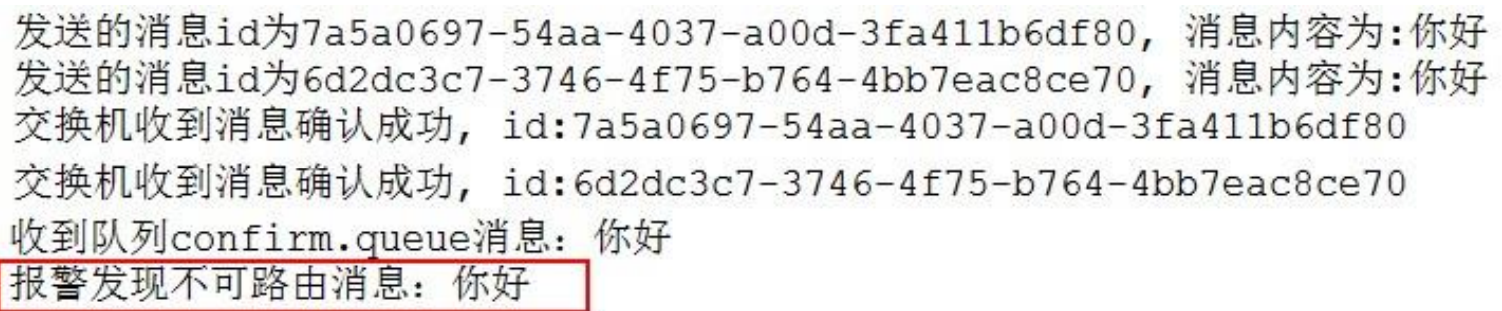 发送的消息id为7a5a0697-54aa-4037-a00d-3fa411b6df80, 消息内容为:你好
发送的消息id为6d2dc3c7-3746-4f75-b764-4bb7eac8ce70, 消息内容为:你好
交换机收到消息确认成功, id:7a5a0697-54aa-4037-a00d-3fa411b6df80
交换机收到消息确认成功, id:6d2dc3c7-3746-4f75-b764-4bb7eac8ce70
收到队列confirm.queue消息: 你好
报警发现不可路由消息: 你好